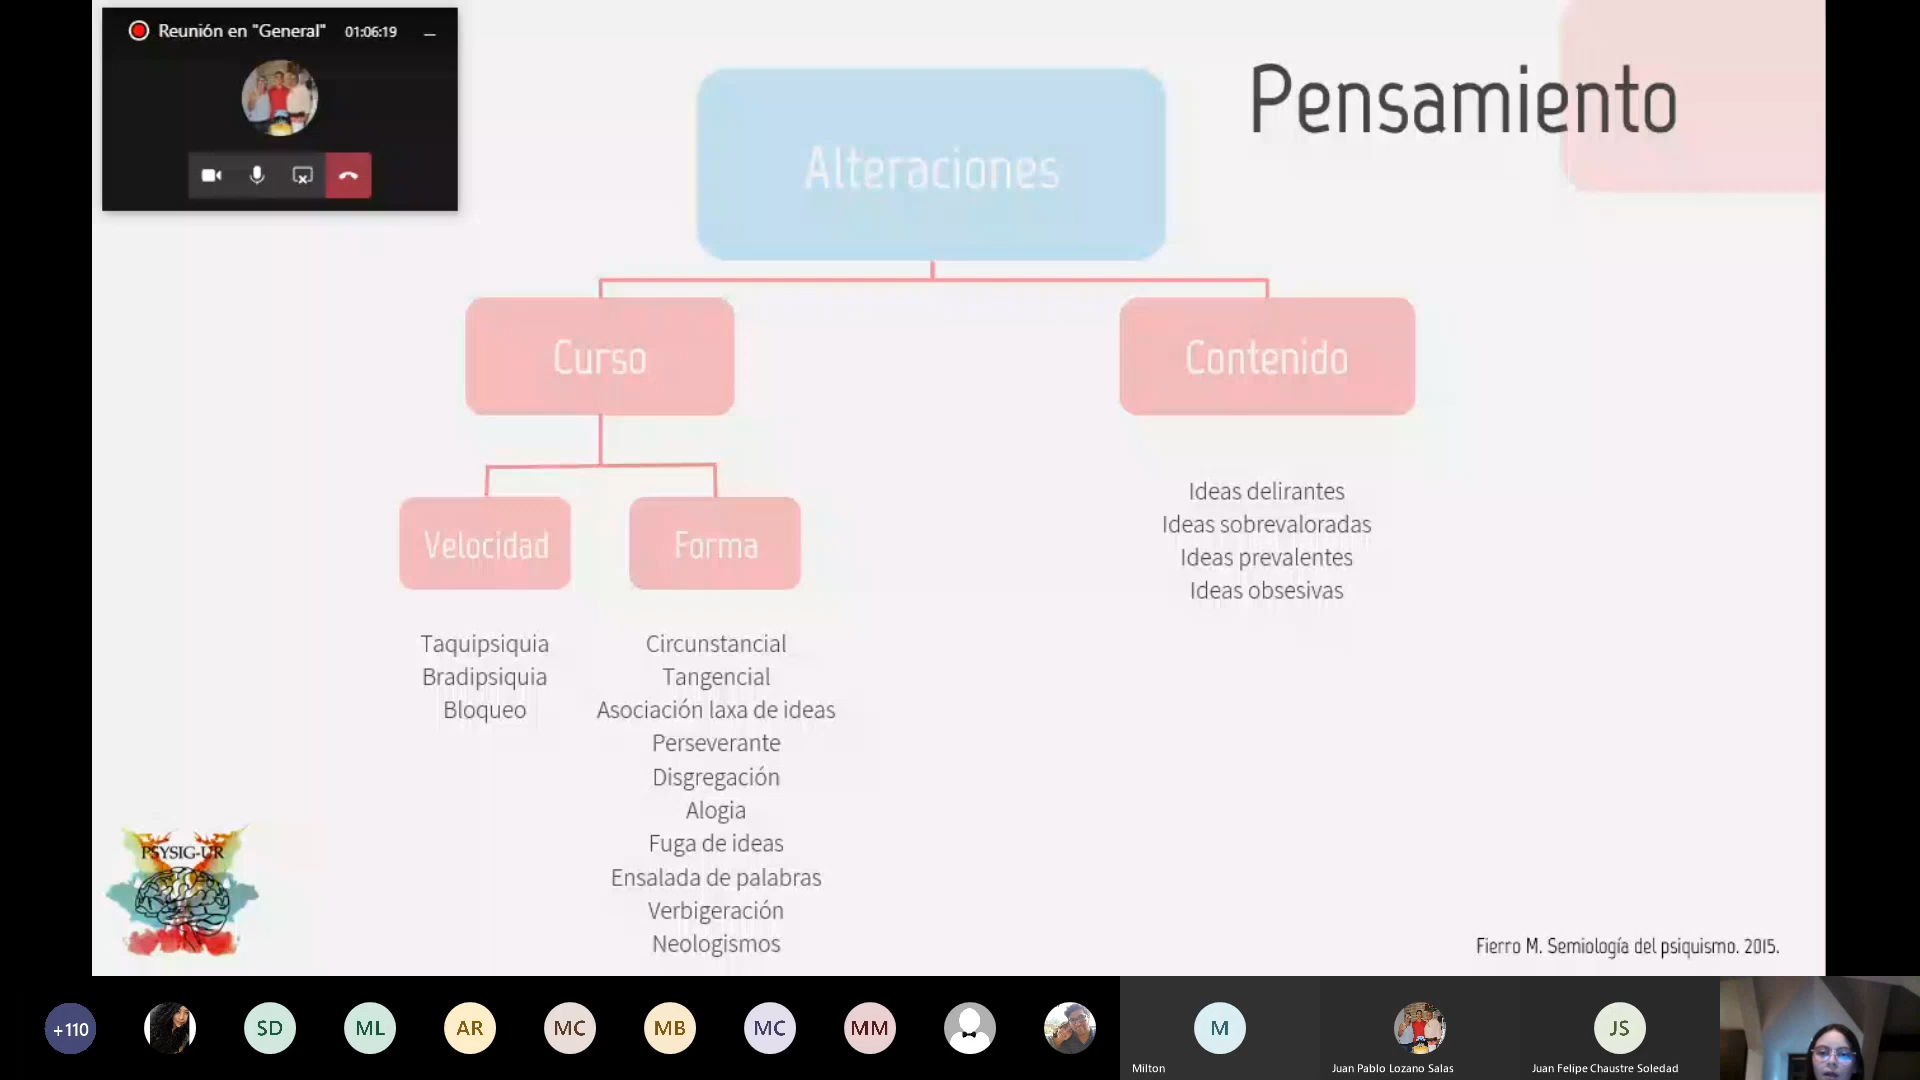 Reunión en "General" 01:06:19
Pensamiento
Alteraciones
Curso
Contenido
Velocidad
Forma
Ideas delirantes
Ideas sobrevaloradas
Ideas prevalentes
Ideas obsesivas
Taquipsiquia
Bradipsiquia
Bloqueo
Circunstancial
Tangencial
Asociación laxa de ideas
Perseverante
Disgregación
Alogia
Fuga de ideas
Ensalada de palabras
Verbigeración
Neologismos
PSYSIG-UR
Fierro M. Semiología del psiquismo. 2015.
+110
SD
ML
AR
MC
MB
MC
MM
M
JS
Milton
Juan Pablo Lozano Salas
Juan Felipe Chaustre Soledad